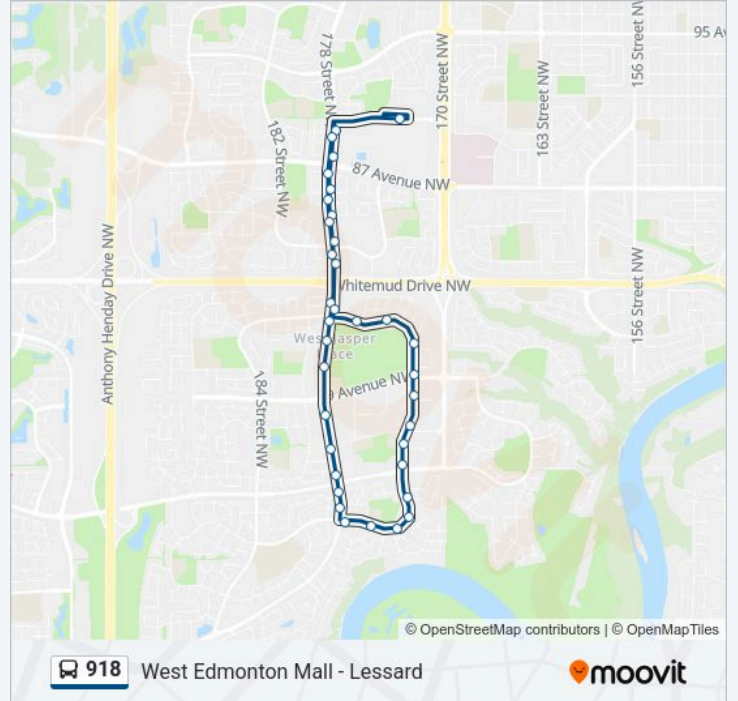 156 Street N
95 Av
178 Street N
170 Street NW
163 Street NW
182 Street NW
87 Avenue NW
Anthony Henday Drive NW
Whitemud Drive NW
156 Street NW
West Jasper
Place
9 Avenue NW
184 Street NW
© OpenStreetMap contributors | © OpenMapTiles
918 West Edmonton Mall - Lessard
moovit